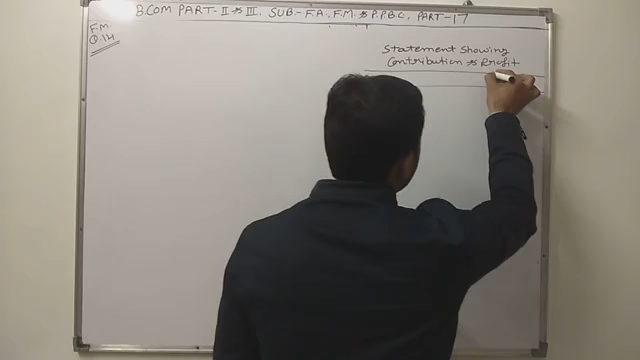 B.COM PART-II & III, SUB.- F.A, F.M. & P.P.B.C, PART-17
F.M.
Q.14
Statement Showing
Contribution & Profit